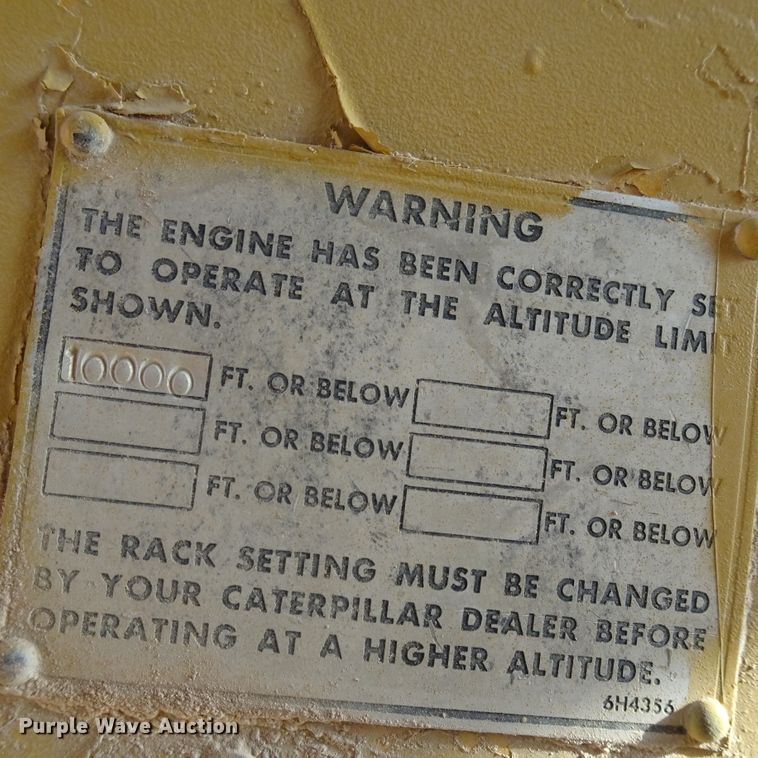 WARNING
THE ENGINE HAS BEEN CORRECTLY SET
TO OPERATE AT THE ALTITUDE LIMIT
SHOWN.
10000 FT. OR BELOW FT. OR BELOW
FT. OR BELOW FT. OR BELOW
FT. OR BELOW FT. OR BELOW
THE RACK SETTING MUST BE CHANGED
BY YOUR CATERPILLAR DEALER BEFORE
OPERATING AT A HIGHER ALTITUDE.
6H4356
Purple Wave Auction